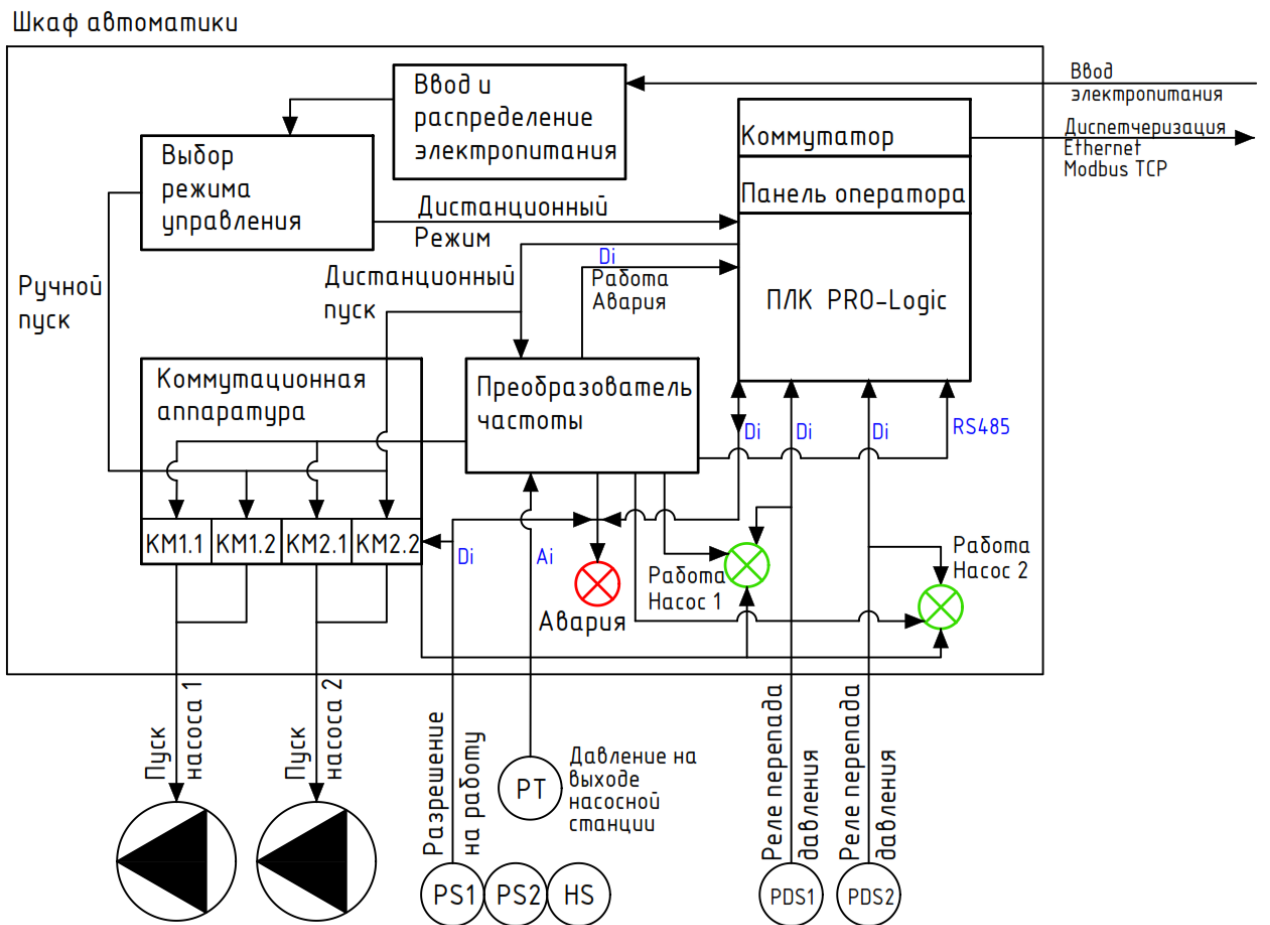 Шкаф автоматики
Ввод и
распределение
электропитания
Ввод
электропитания
Коммутатор
Диспетчеризация
Ethernet
Modbus TCP
Выбор
режима
управления
Панель оператора
Дистанционный
Режим
Di
Работа
Авария
Дистанционный
пуск
Ручной
пуск
ПЛК PRO-Logic
Коммутационная
аппаратура
Преобразователь
частоты
Di
Di
Di
RS485
KM1.1
KM1.2
KM2.1
KM2.2
Di
Ai
Авария
Работа
Насос 1
Работа
Насос 2
Пуск
насоса 1
Пуск
насоса 2
Разрешение
на работу
Давление на
выходе
насосной
станции
PT
Реле перепада
давления
Реле перепада
давления
PS1
PS2
HS
PDS1
PDS2